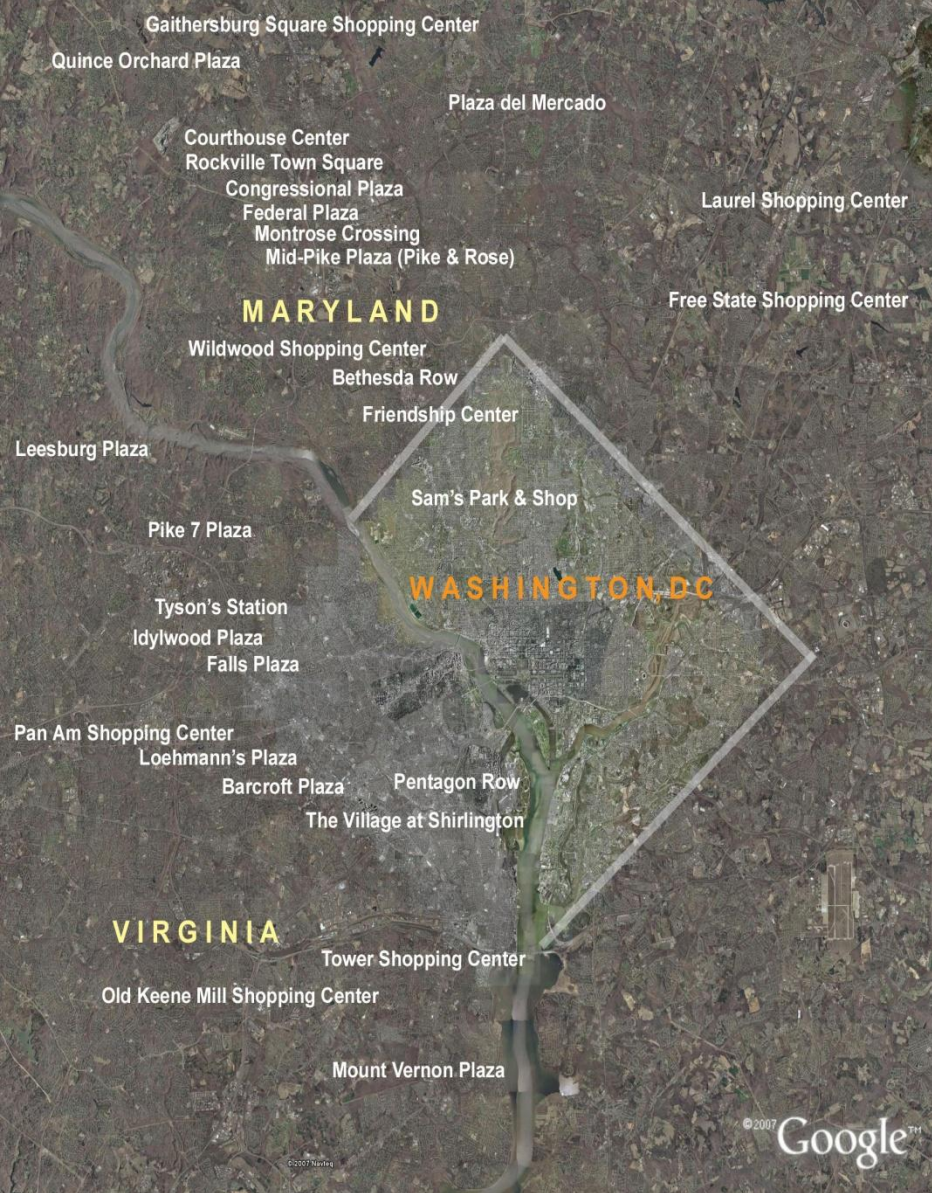 Gaithersburg Square Shopping Center
Quince Orchard Plaza
Plaza del Mercado
Courthouse Center
Rockville Town Square
Congressional Plaza
Laurel Shopping Center
Federal Plaza
Montrose Crossing
Mid-Pike Plaza (Pike & Rose)
Free State Shopping Center
MARYLAND
Wildwood Shopping Center
Bethesda Row
Friendship Center
Leesburg Plaza
Sam's Park & Shop
Pike 7 Plaza
WASHINGTON, DC
Tyson's Station
Idylwood Plaza
Falls Plaza
Pan Am Shopping Center
Loehmann's Plaza
Pentagon Row
Barcroft Plaza
The Village at Shirlington
VIRGINIA
Tower Shopping Center
Old Keene Mill Shopping Center
Mount Vernon Plaza
©2007 Google™
©2007 Navteq